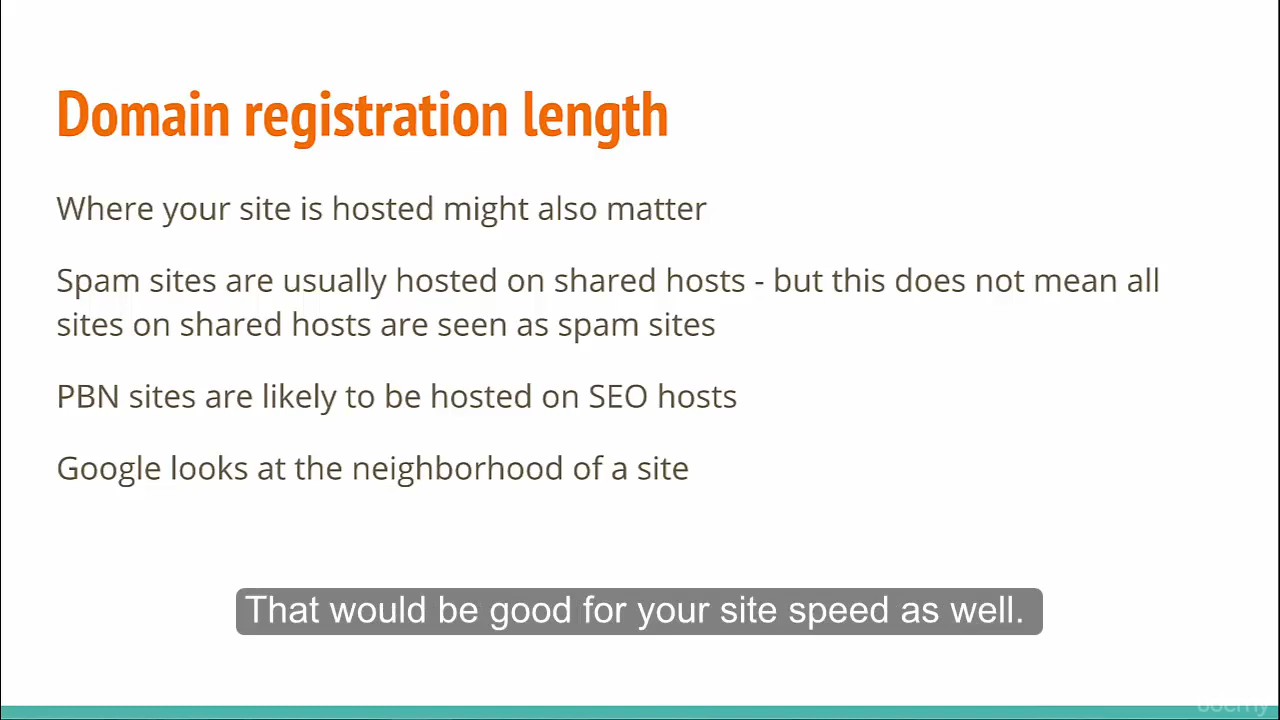 Domain registration length
Where your site is hosted might also matter
Spam sites are usually hosted on shared hosts - but this does not mean all
sites on shared hosts are seen as spam sites
PBN sites are likely to be hosted on SEO hosts
Google looks at the neighborhood of a site
That would be good for your site speed as well.